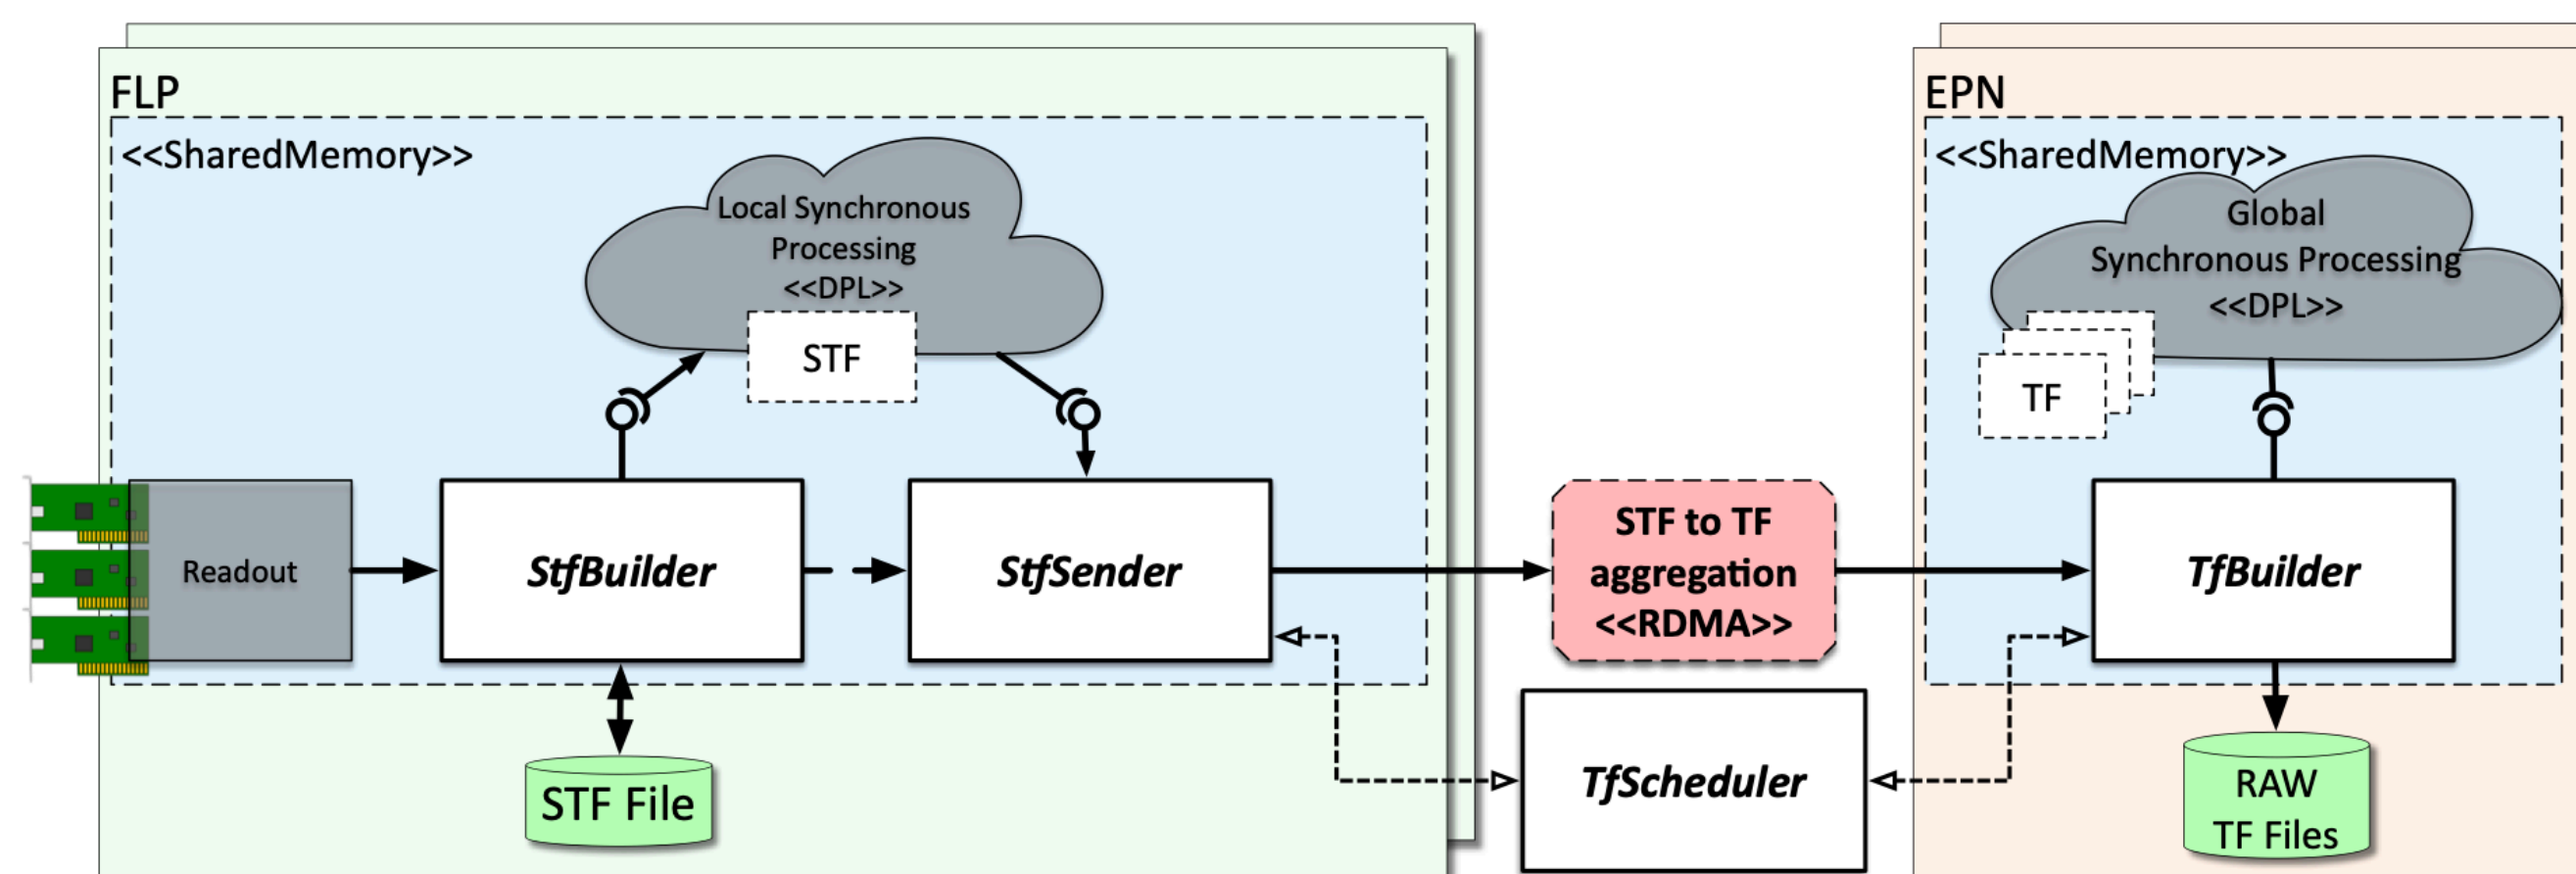 FLP
<<SharedMemory>>
Local Synchronous
Processing
<<DPL>>
STF
Readout
StfBuilder
StfSender
STF File
STF to TF
aggregation
<<RDMA>>
TfScheduler
EPN
<<SharedMemory>>
Global
Synchronous Processing
<<DPL>>
TF
TfBuilder
RAW
TF Files